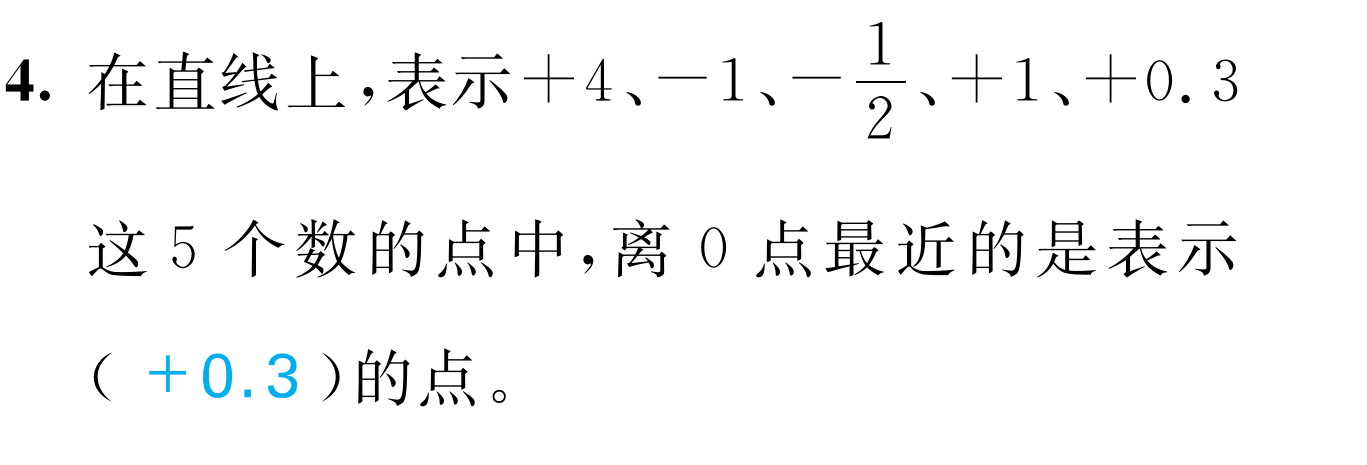 4. 在直线上,表示+4、-1、-1/2、+1、+0.3
这5个数的点中,离0点最近的是表示
( +0.3 )的点。